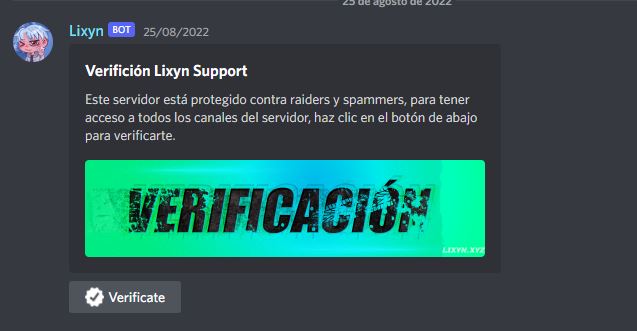 25 de agosto de 2022
Lixyn BOT 25/08/2022
Verifición Lixyn Support
Este servidor está protegido contra raiders y spammers, para tener
acceso a todos los canales del servidor, haz clic en el botón de abajo
para verificarte.
VERIFICACIÓN
LIXYN.XYZ
Verificate